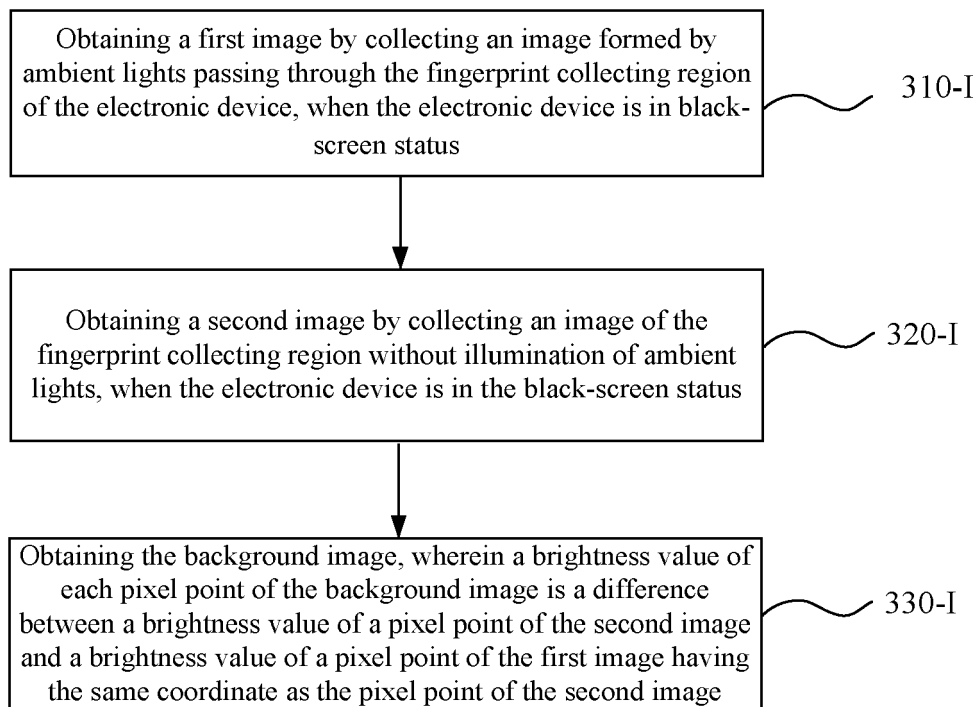 Obtaining a first image by collecting an image formed by
ambient lights passing through the fingerprint collecting region
of the electronic device, when the electronic device is in black-
screen status
310-I
Obtaining a second image by collecting an image of the
fingerprint collecting region without illumination of ambient
lights, when the electronic device is in the black-screen status
320-I
Obtaining the background image, wherein a brightness value of
each pixel point of the background image is a difference
between a brightness value of a pixel point of the second image
and a brightness value of a pixel point of the first image having
the same coordinate as the pixel point of the second image
330-I